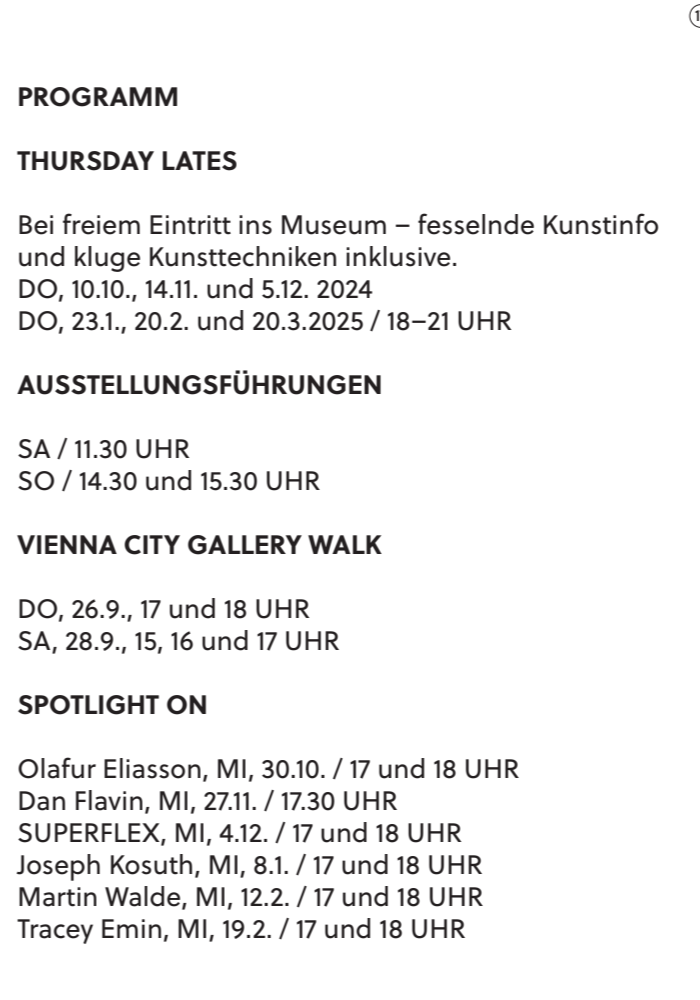 PROGRAMM
THURSDAY LATES
Bei freiem Eintritt ins Museum – fesselnde Kunstinfo
und kluge Kunsttechniken inklusive.
DO, 10.10., 14.11. und 5.12. 2024
DO, 23.1., 20.2. und 20.3.2025 / 18–21 UHR
AUSSTELLUNGSFÜHRUNGEN
SA / 11.30 UHR
SO / 14.30 und 15.30 UHR
VIENNA CITY GALLERY WALK
DO, 26.9., 17 und 18 UHR
SA, 28.9., 15, 16 und 17 UHR
SPOTLIGHT ON
Olafur Eliasson, MI, 30.10. / 17 und 18 UHR
Dan Flavin, MI, 27.11. / 17.30 UHR
SUPERFLEX, MI, 4.12. / 17 und 18 UHR
Joseph Kosuth, MI, 8.1. / 17 und 18 UHR
Martin Walde, MI, 12.2. / 17 und 18 UHR
Tracey Emin, MI, 19.2. / 17 und 18 UHR